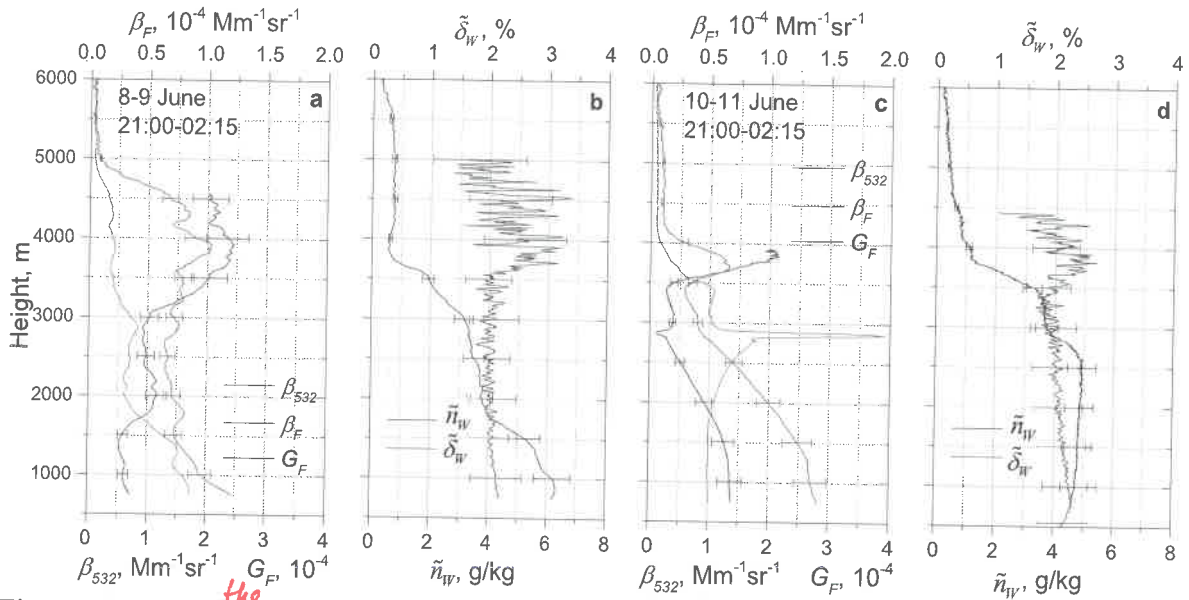 β_F, 10⁻⁴ Mm⁻¹sr⁻¹
0.0 0.5 1.0 1.5 2.0
δ̃_W, %
0 1 2 3 4
β_F, 10⁻⁴ Mm⁻¹sr⁻¹
0.0 0.5 1.0 1.5 2.0
δ̃_W, %
0 1 2 3 4
6000
5000
4000
3000
2000
1000
Height, m
8-9 June
21:00-02:15
a
β₅₃₂
β_F
G_F
b
ñ_W
δ̃_W
10-11 June
21:00-02:15
c
β₅₃₂
β_F
G_F
d
ñ_W
δ̃_W
0 1 2 3 4
β₅₃₂, Mm⁻¹sr⁻¹ G_F, 10⁻⁴
0 2 4 6 8
ñ_W, g/kg
0 1 2 3 4
β₅₃₂, Mm⁻¹sr⁻¹ G_F, 10⁻⁴
0 2 4 6 8
ñ_W, g/kg
the